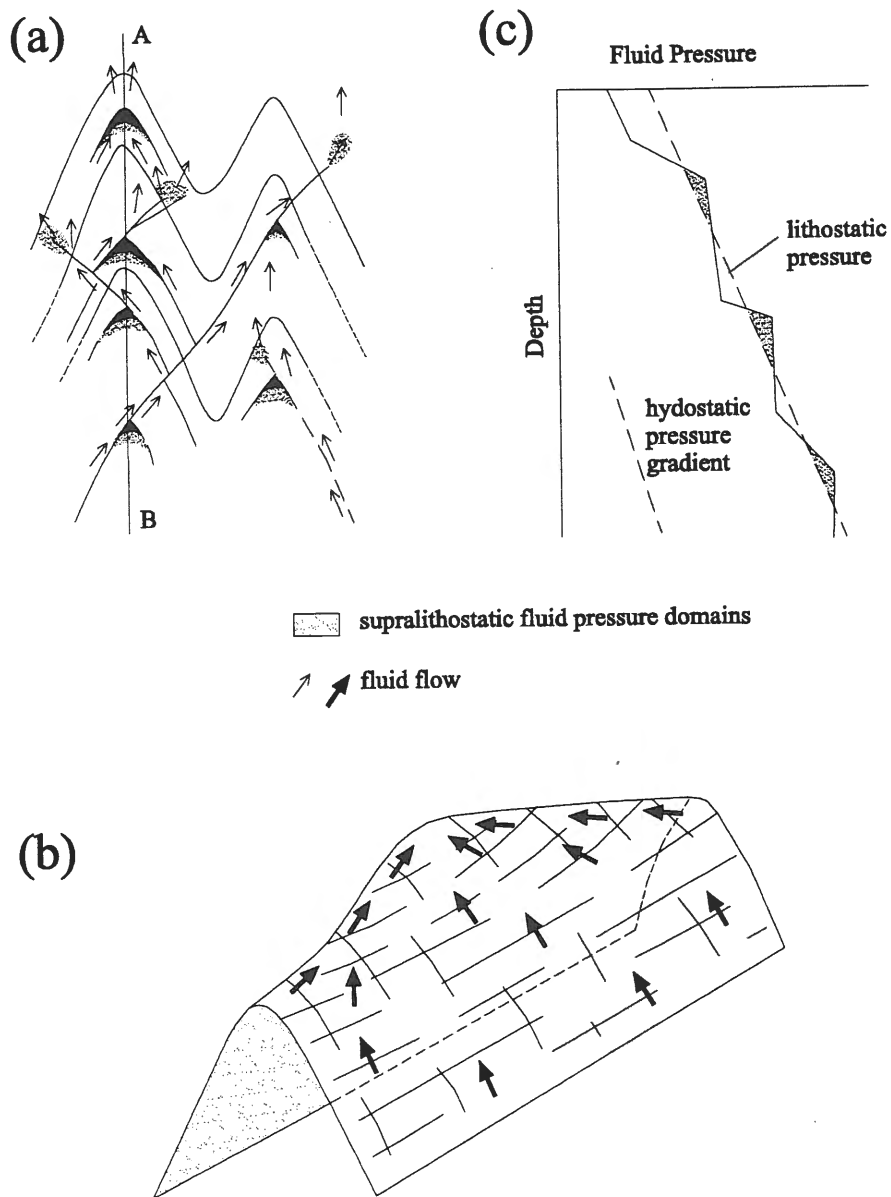 (a)
A
B
(c)
Fluid Pressure
Depth
lithostatic
pressure
hydostatic
pressure
gradient
supralithostatic fluid pressure domains
fluid flow
(b)